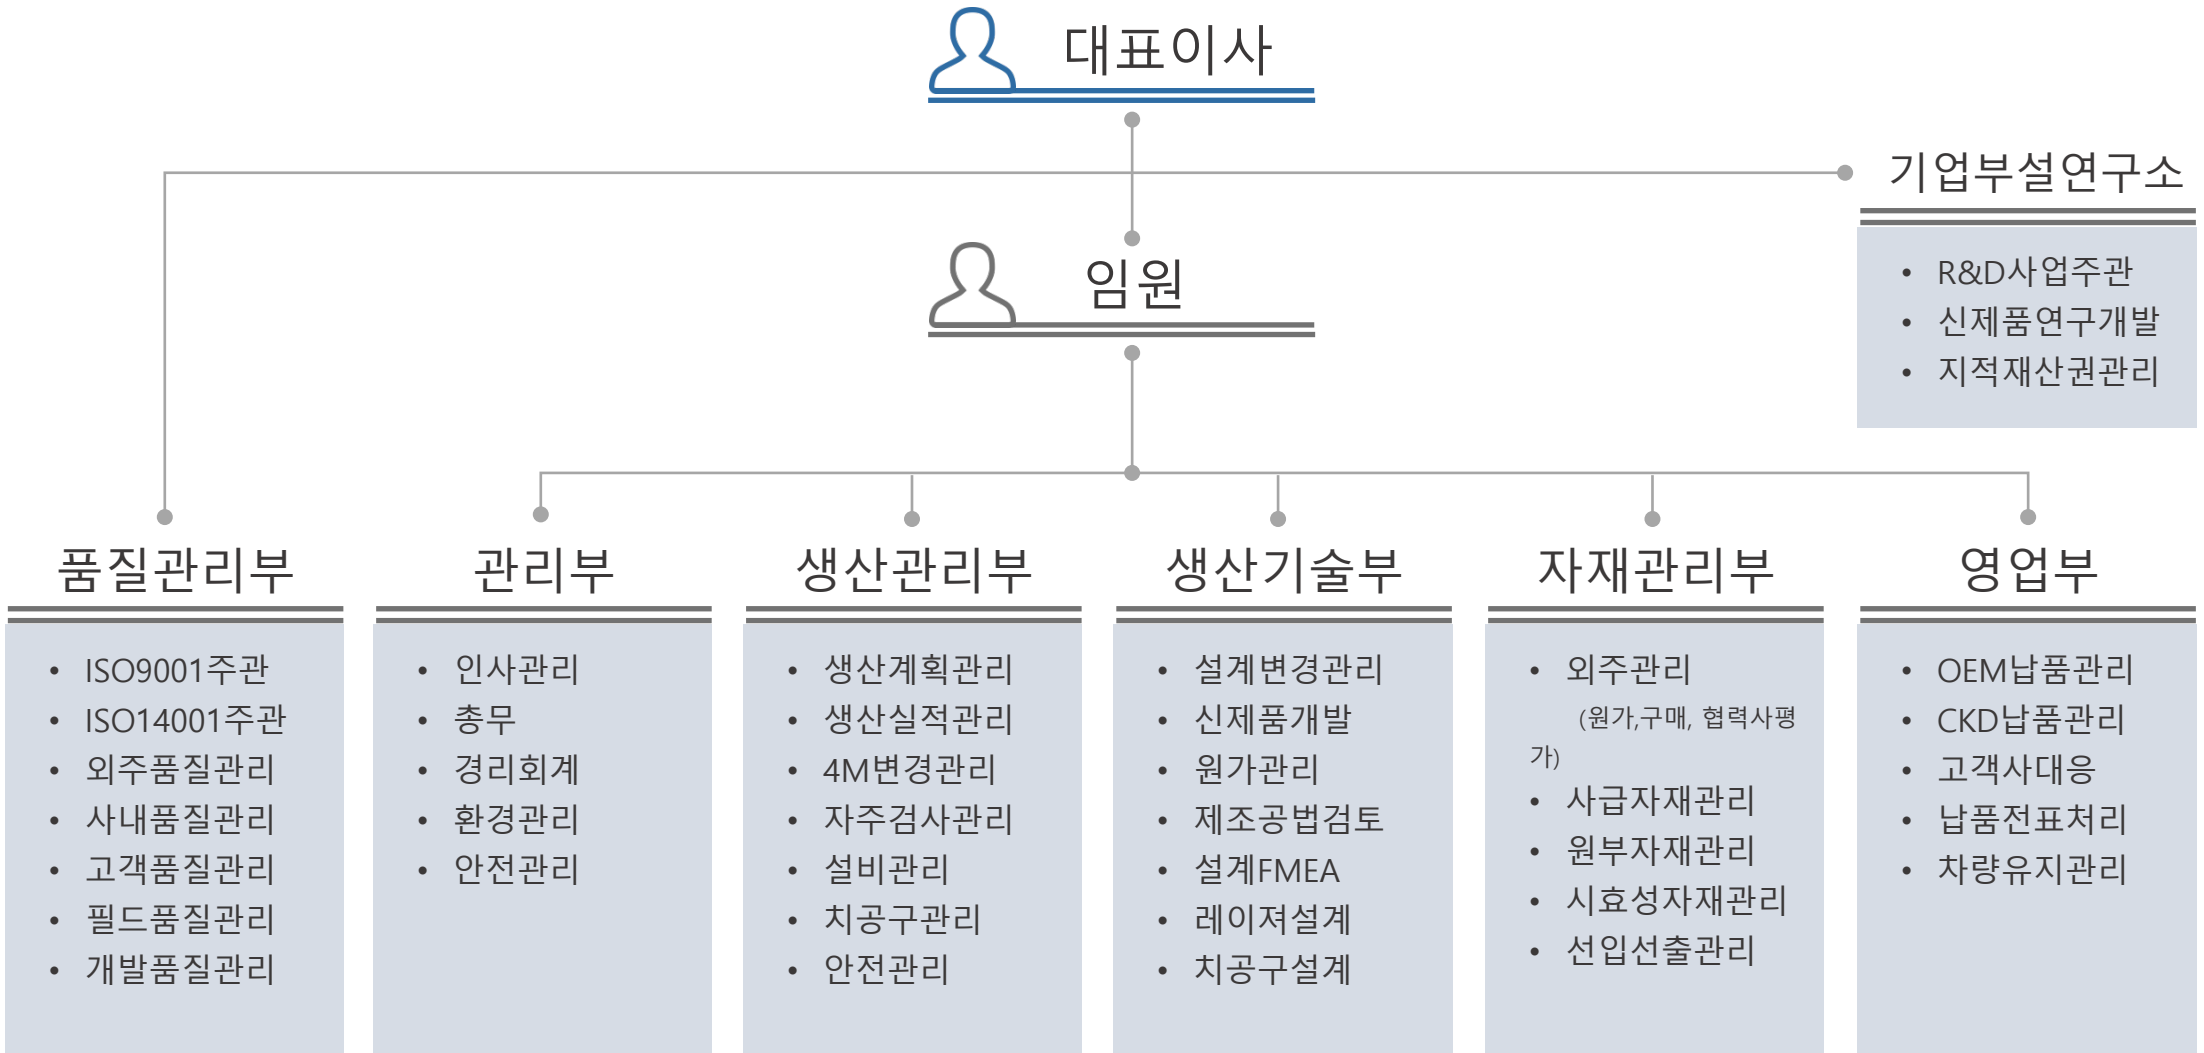 대표이사
기업부설연구소
• R&D사업주관
• 신제품연구개발
• 지적재산권관리
임원
품질관리부
• ISO9001주관
• ISO14001주관
• 외주품질관리
• 사내품질관리
• 고객품질관리
• 필드품질관리
• 개발품질관리
관리부
• 인사관리
• 총무
• 경리회계
• 환경관리
• 안전관리
생산관리부
• 생산계획관리
• 생산실적관리
• 4M변경관리
• 자주검사관리
• 설비관리
• 치공구관리
• 안전관리
생산기술부
• 설계변경관리
• 신제품개발
• 원가관리
• 제조공법검토
• 설계FMEA
• 레이져설계
• 치공구설계
자재관리부
• 외주관리
(원가,구매, 협력사평
가)
• 사급자재관리
• 원부자재관리
• 시효성자재관리
• 선입선출관리
영업부
• OEM납품관리
• CKD납품관리
• 고객사대응
• 납품전표처리
• 차량유지관리